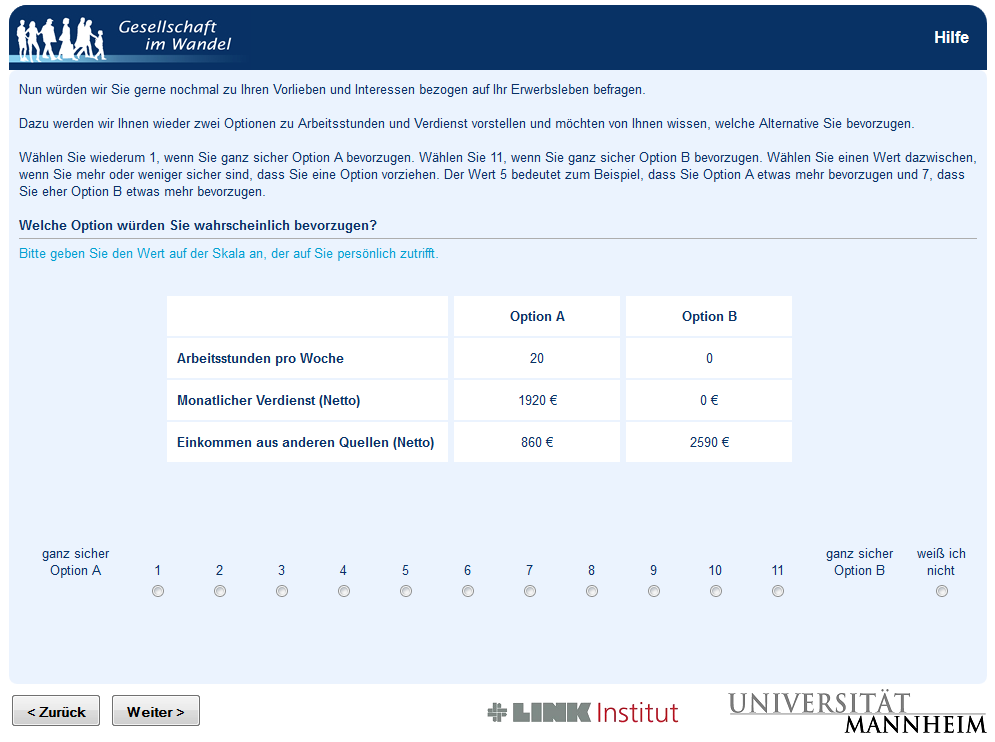 Gesellschaft
im Wandel
Hilfe
Nun würden wir Sie gerne nochmal zu Ihren Vorlieben und Interessen bezogen auf Ihr Erwerbsleben befragen.
Dazu werden wir Ihnen wieder zwei Optionen zu Arbeitsstunden und Verdienst vorstellen und möchten von Ihnen wissen, welche Alternative Sie bevorzugen.
Wählen Sie wiederum 1, wenn Sie ganz sicher Option A bevorzugen. Wählen Sie 11, wenn Sie ganz sicher Option B bevorzugen. Wählen Sie einen Wert dazwischen,
wenn Sie mehr oder weniger sicher sind, dass Sie eine Option vorziehen. Der Wert 5 bedeutet zum Beispiel, dass Sie Option A etwas mehr bevorzugen und 7, dass
Sie eher Option B etwas mehr bevorzugen.
Welche Option würden Sie wahrscheinlich bevorzugen?
Bitte geben Sie den Wert auf der Skala an, der auf Sie persönlich zutrifft.
Option A Option B
Arbeitsstunden pro Woche 20 0
Monatlicher Verdienst (Netto) 1920 € 0 €
Einkommen aus anderen Quellen (Netto) 860 € 2590 €
ganz sicher ganz sicher weiß ich
Option A 1 2 3 4 5 6 7 8 9 10 11 Option B nicht
< Zurück Weiter > LINK Institut UNIVERSITÄT
MANNHEIM